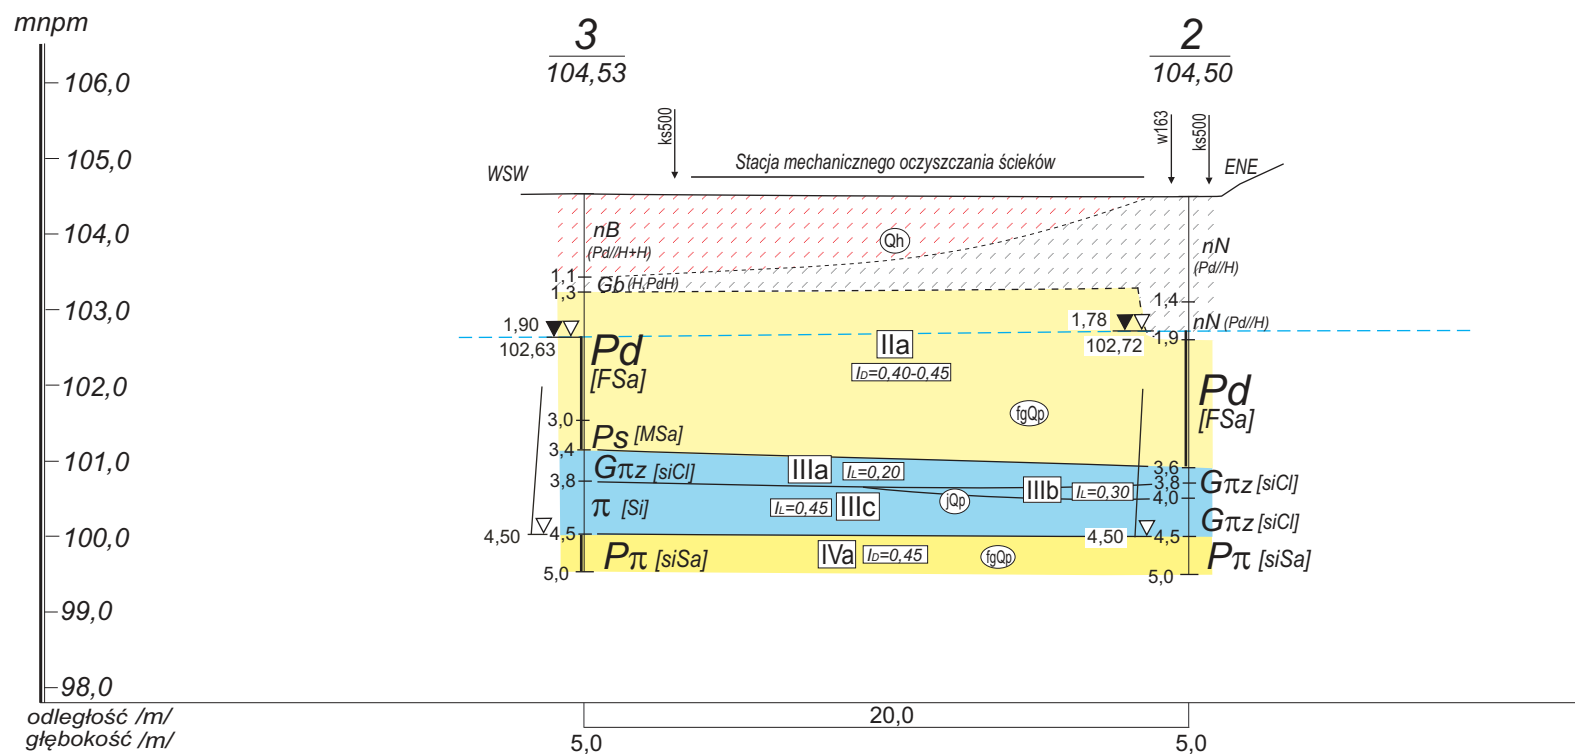 mnpm
3
104,53
2
104,50
106,0
105,0
104,0
103,0
102,0
101,0
100,0
99,0
98,0
ks500
w163
ks500
WSW
Stacja mechanicznego oczyszczania ścieków
ENE
nB
(Pd//H+H)
Qh
nN
(Pd//H)
1,1
Gb (H,PdH)
1,3
1,4
1,90
102,63
1,78
102,72
nN (Pd//H)
1,9
Pd
[FSa]
IIa
ID=0,40-0,45
Pd
[FSa]
3,0
fgQp
Ps [MSa]
3,4
3,6
Gπz [siCl]
IIIa IL=0,20
3,8
3,8
Gπz [siCl]
IIIb IL=0,30
4,0
π [Si]
IL=0,45 IIIc
jQp
Gπz [siCl]
4,50
4,5
4,50
4,5
Pπ [siSa]
IVa ID=0,45
fgQp
Pπ [siSa]
5,0
5,0
odległość /m/
20,0
głębokość /m/
5,0
5,0